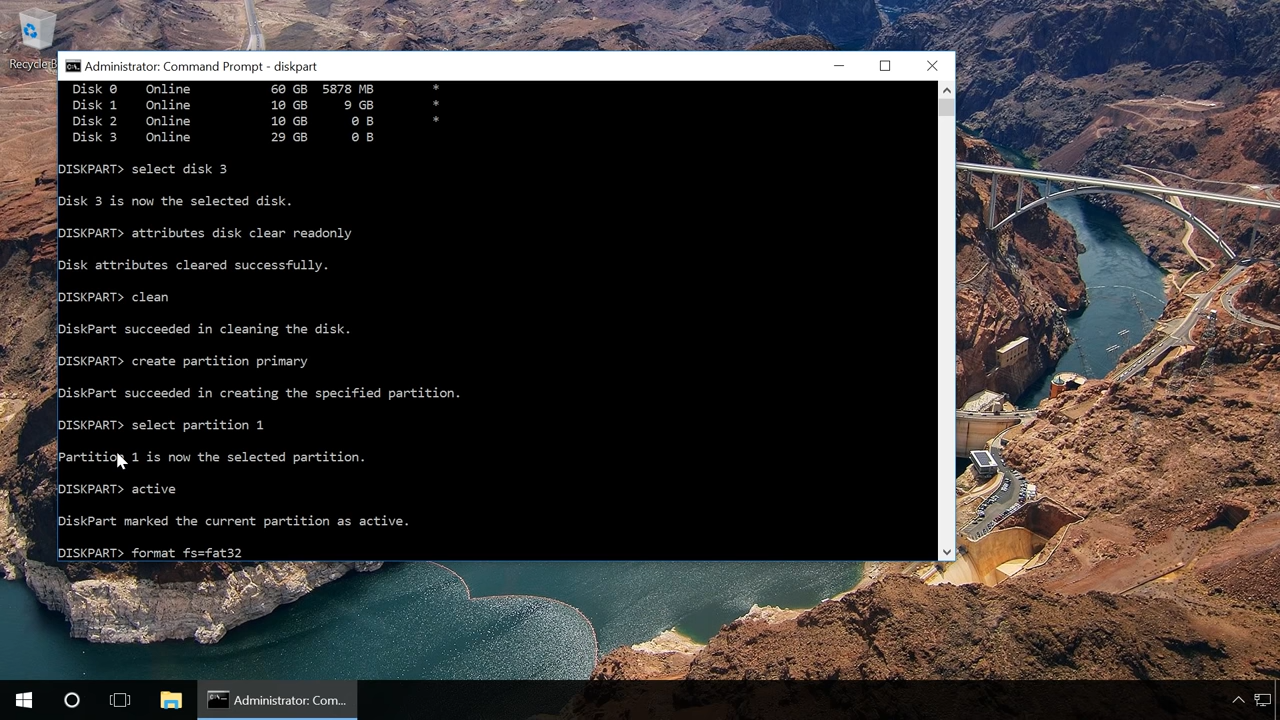 Recycle B
Administrator: Command Prompt - diskpart
Disk 0    Online           60 GB  5878 MB        *
Disk 1    Online           10 GB     9 GB        *
Disk 2    Online           10 GB      0 B        *
Disk 3    Online           29 GB      0 B
DISKPART> select disk 3
Disk 3 is now the selected disk.
DISKPART> attributes disk clear readonly
Disk attributes cleared successfully.
DISKPART> clean
DiskPart succeeded in cleaning the disk.
DISKPART> create partition primary
DiskPart succeeded in creating the specified partition.
DISKPART> select partition 1
Partition 1 is now the selected partition.
DISKPART> active
DiskPart marked the current partition as active.
DISKPART> format fs=fat32
Administrator: Com...